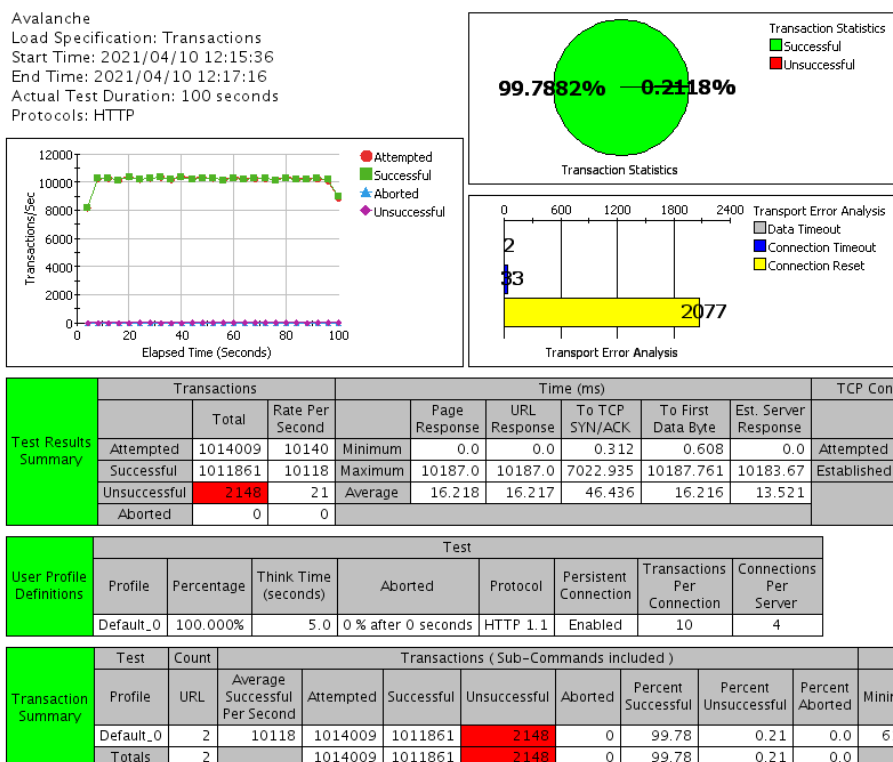 Avalanche
Load Specification: Transactions
Start Time: 2021/04/10 12:15:36
End Time: 2021/04/10 12:17:16
Actual Test Duration: 100 seconds
Protocols: HTTP
99.7882% 0.2118%
Transaction Statistics
Transaction Statistics
Successful
Unsuccessful
12000
10000
8000
6000
4000
2000
0
Transactions/Sec
0 20 40 60 80 100
Elapsed Time (Seconds)
Attempted
Successful
Aborted
Unsuccessful
0 600 1200 1800 2400
2
33
2077
Transport Error Analysis
Transport Error Analysis
Data Timeout
Connection Timeout
Connection Reset
Test Results Summary
Transactions Time (ms) TCP Con
Total Rate Per Second Page Response URL Response To TCP SYN/ACK To First Data Byte Est. Server Response
Attempted 1014009 10140 Minimum 0.0 0.0 0.312 0.608 0.0 Attempted
Successful 1011861 10118 Maximum 10187.0 10187.0 7022.935 10187.761 10183.67 Established
Unsuccessful 2148 21 Average 16.218 16.217 46.436 16.216 13.521
Aborted 0 0
User Profile Definitions
Test
Profile Percentage Think Time (seconds) Aborted Protocol Persistent Connection Transactions Per Connection Connections Per Server
Default_0 100.000% 5.0 0 % after 0 seconds HTTP 1.1 Enabled 10 4
Transaction Summary
Test Count Transactions ( Sub-Commands included )
Profile URL Average Successful Per Second Attempted Successful Unsuccessful Aborted Percent Successful Percent Unsuccessful Percent Aborted Minin
Default_0 2 10118 1014009 1011861 2148 0 99.78 0.21 0.0 6
Totals 2 1014009 1011861 2148 0 99.78 0.21 0.0